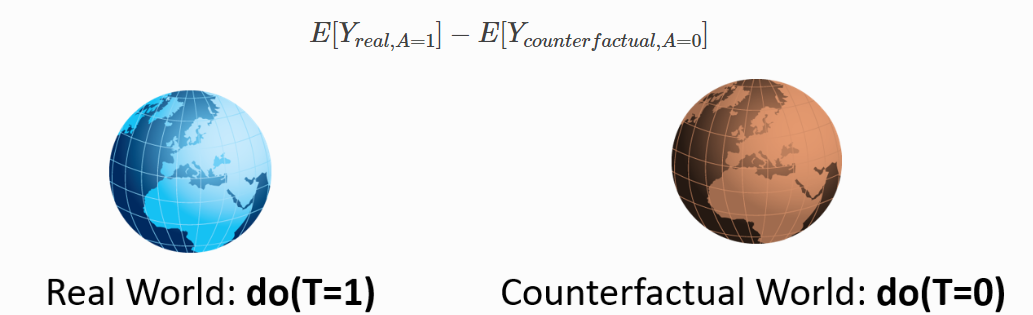 E[Y_{real,A=1}] − E[Y_{counterfactual,A=0}]
Real World: do(T=1)
Counterfactual World: do(T=0)